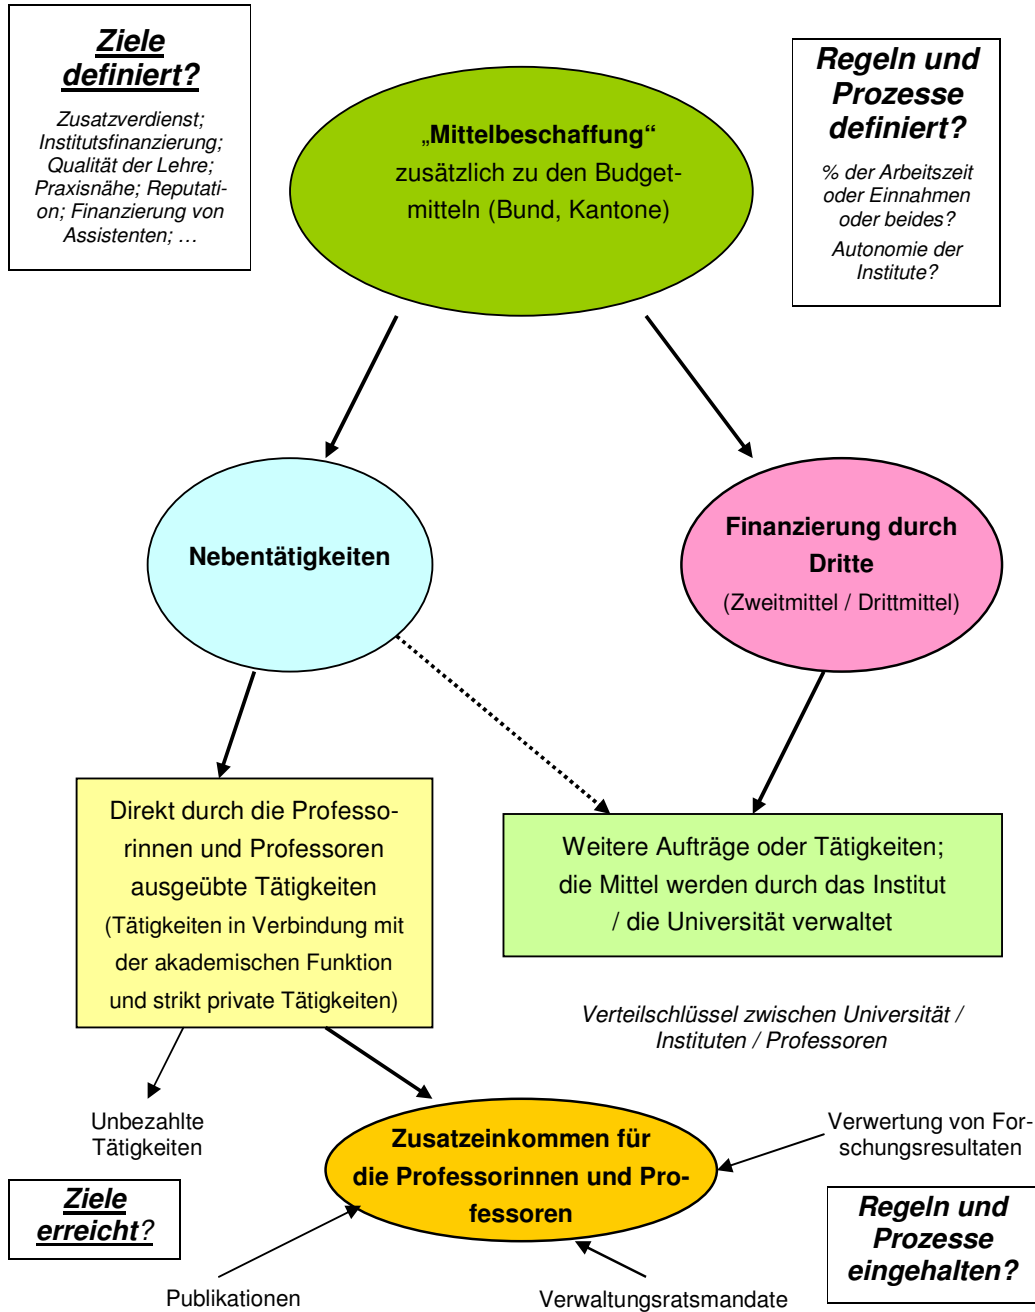 Ziele
definiert?
Zusatzverdienst;
Institutsfinanzierung;
Qualität der Lehre;
Praxisnähe; Reputati-
on; Finanzierung von
Assistenten; …
Regeln und
Prozesse
definiert?
% der Arbeitszeit
oder Einnahmen
oder beides?
Autonomie der
Institute?
„Mittelbeschaffung“
zusätzlich zu den Budget-
mitteln (Bund, Kantone)
Nebentätigkeiten
Finanzierung durch
Dritte
(Zweitmittel / Drittmittel)
Direkt durch die Professo-
rinnen und Professoren
ausgeübte Tätigkeiten
(Tätigkeiten in Verbindung mit
der akademischen Funktion
und strikt private Tätigkeiten)
Weitere Aufträge oder Tätigkeiten;
die Mittel werden durch das Institut
/ die Universität verwaltet
Verteilschlüssel zwischen Universität /
Instituten / Professoren
Unbezahlte
Tätigkeiten
Zusatzeinkommen für
die Professorinnen und Pro-
fessoren
Verwertung von For-
schungsresultaten
Ziele
erreicht?
Regeln und
Prozesse
eingehalten?
Publikationen
Verwaltungsratsmandate